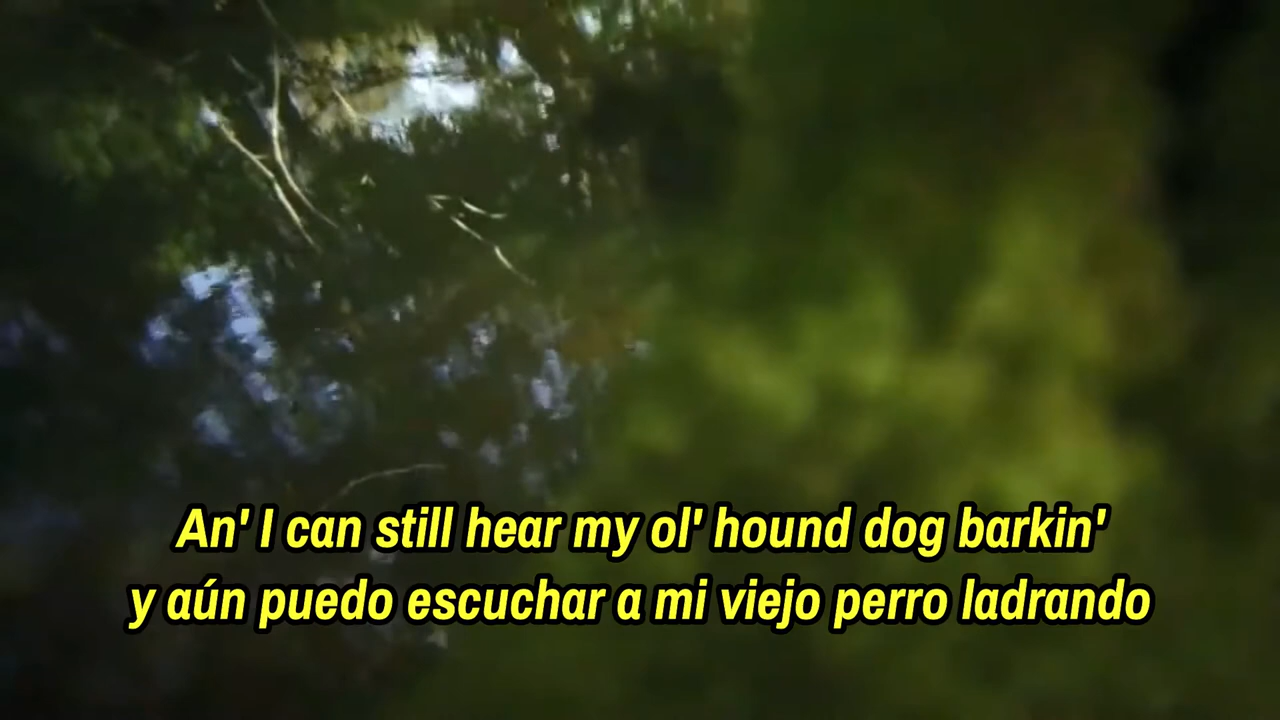 An' I can still hear my ol' hound dog barkin'
y aún puedo escuchar a mi viejo perro ladrando